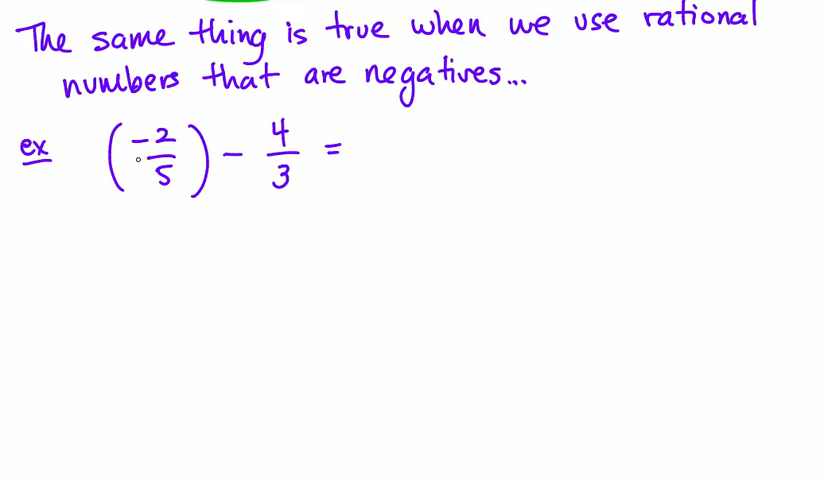 The same thing is true when we use rational
numbers that are negatives...
ex (-2/5) - 4/3 =